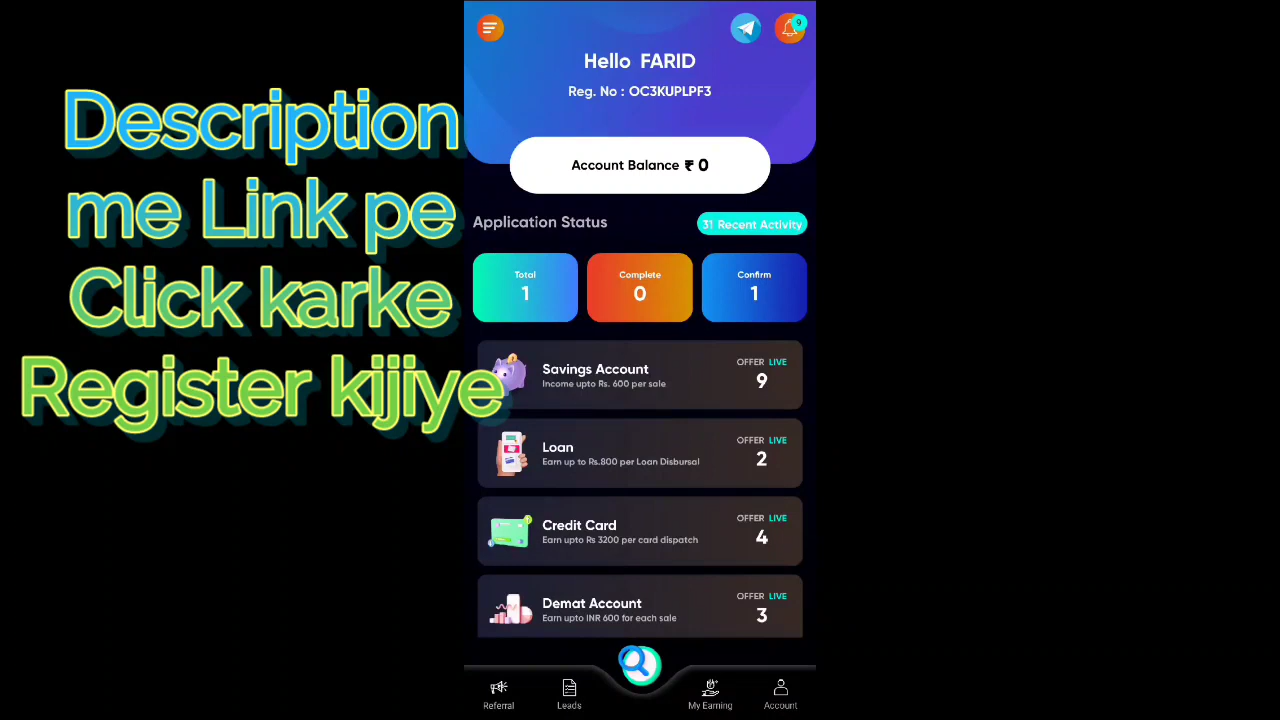 Description
me Link pe
Click karke
Register kijiye
9
Hello FARID
Reg. No : OC3KUPLPF3
Account Balance ₹ 0
Application Status
31 Recent Activity
Total
1
Complete
0
Confirm
1
Savings Account
Income upto Rs. 600 per sale
OFFER LIVE
9
Loan
Earn up to Rs.800 per Loan Disbursal
OFFER LIVE
2
Credit Card
Earn upto Rs 3200 per card dispatch
OFFER LIVE
4
Demat Account
Earn upto INR 600 for each sale
OFFER LIVE
3
Referral
Leads
My Earning
Account